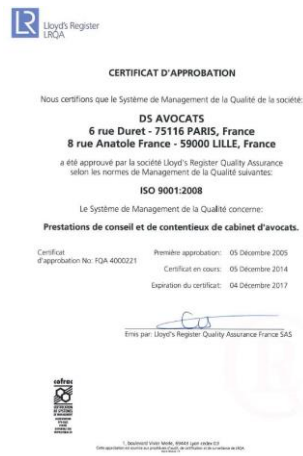 Lloyd's Register
LRQA
CERTIFICAT D'APPROBATION
Nous certifions que le Système de Management de la Qualité de la société:
DS AVOCATS
6 rue Duret - 75116 PARIS, France
8 rue Anatole France - 59000 LILLE, France
a été approuvé par la société Lloyd's Register Quality Assurance
selon les normes de Management de la Qualité suivantes:
ISO 9001:2008
Le Système de Management de la Qualité concerne:
Prestations de conseil et de contentieux de cabinet d'avocats.
Certificat
d'approbation No: FQA 4000221
Première approbation: 05 Décembre 2005
Certificat en cours: 05 Décembre 2014
Expiration du certificat: 04 Décembre 2017
Emis par: Lloyd's Register Quality Assurance France SAS
cofrac